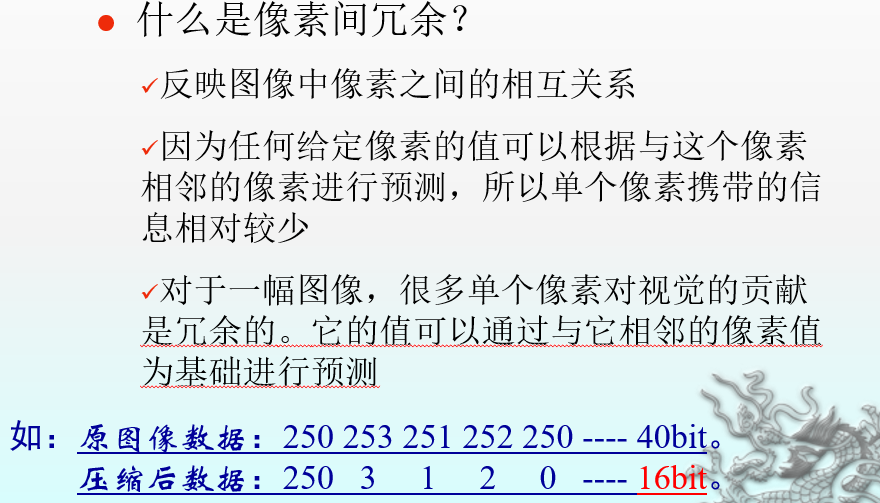 什么是像素间冗余？
反映图像中像素之间的相互关系
因为任何给定像素的值可以根据与这个像素
相邻的像素进行预测，所以单个像素携带的信
息相对较少
对于一幅图像，很多单个像素对视觉的贡献
是冗余的。它的值可以通过与它相邻的像素值
为基础进行预测
如：原图像数据：250 253 251 252 250 ---- 40bit。
压缩后数据：250 3 1 2 0 ---- 16bit。